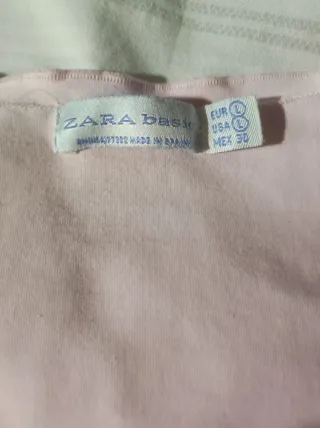 ZARA basic
MADE IN SPAIN
EUR L
USA L
MEX 30